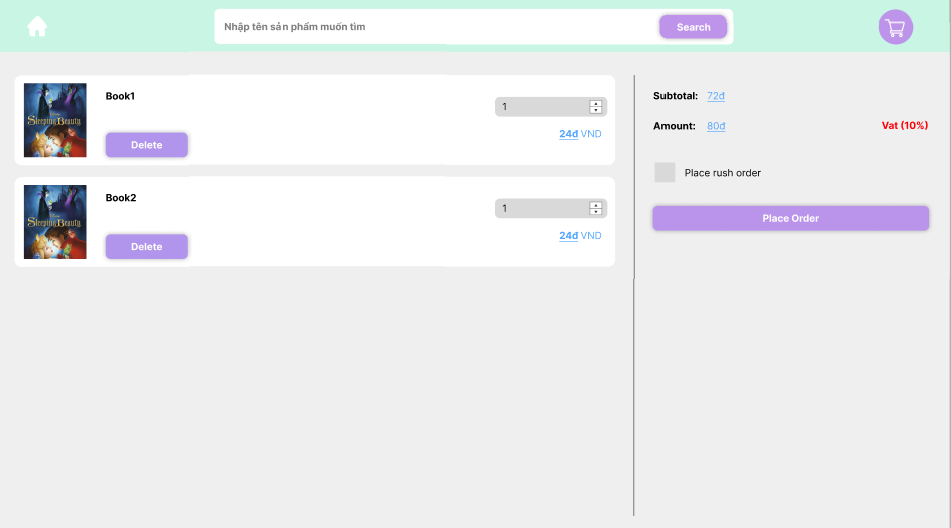 Nhập tên sản phẩm muốn tìm
Search
Sleeping Beauty
Book1
Delete
1
24đ VND
Sleeping Beauty
Book2
Delete
1
24đ VND
Subtotal: 72đ
Amount: 80đ
Vat (10%)
Place rush order
Place Order